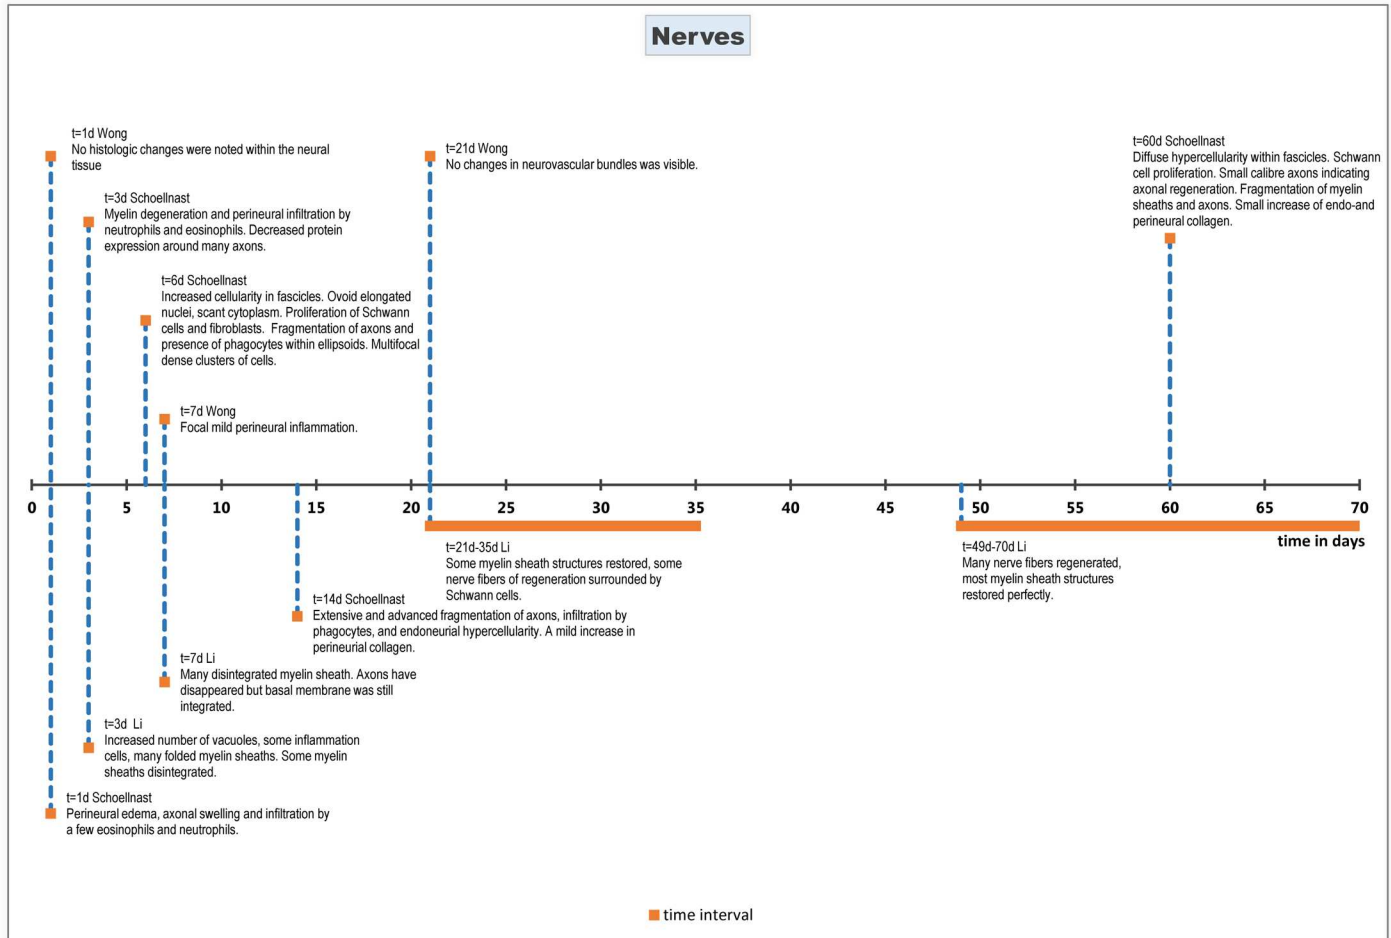 Nerves
t=1d Wong
No histologic changes were noted within the neural
tissue
t=3d Schoellnast
Myelin degeneration and perineural infiltration by
neutrophils and eosinophils. Decreased protein
expression around many axons.
t=6d Schoellnast
Increased cellularity in fascicles. Ovoid elongated
nuclei, scant cytoplasm. Proliferation of Schwann
cells and fibroblasts. Fragmentation of axons and
presence of phagocytes within ellipsoids. Multifocal
dense clusters of cells.
t=7d Wong
Focal mild perineural inflammation.
t=21d Wong
No changes in neurovascular bundles was visible.
t=60d Schoellnast
Diffuse hypercellularity within fascicles. Schwann
cell proliferation. Small calibre axons indicating
axonal regeneration. Fragmentation of myelin
sheaths and axons. Small increase of endo-and
perineural collagen.
0 5 10 15 20 25 30 35 40 45 50 55 60 65 70
time in days
t=21d-35d Li
Some myelin sheath structures restored, some
nerve fibers of regeneration surrounded by
Schwann cells.
t=49d-70d Li
Many nerve fibers regenerated,
most myelin sheath structures
restored perfectly.
t=14d Schoellnast
Extensive and advanced fragmentation of axons, infiltration by
phagocytes, and endoneurial hypercellularity. A mild increase in
perineurial collagen.
t=7d Li
Many disintegrated myelin sheath. Axons have
disappeared but basal membrane was still
integrated.
t=3d Li
Increased number of vacuoles, some inflammation
cells, many folded myelin sheaths. Some myelin
sheaths disintegrated.
t=1d Schoellnast
Perineural edema, axonal swelling and infiltration by
a few eosinophils and neutrophils.
time interval